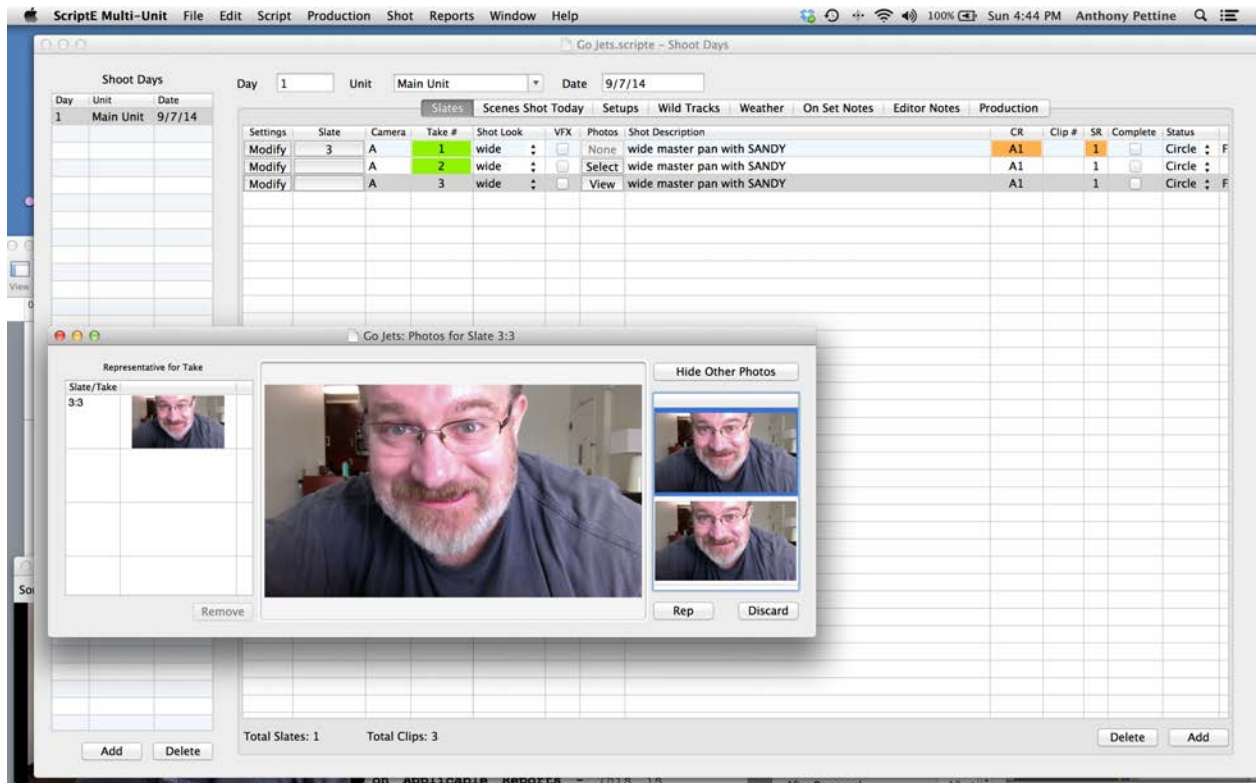 ScriptE Multi-Unit File Edit Script Production Shot Reports Window Help 100% Sun 4:44 PM Anthony Pettine
Go Jets.scripte – Shoot Days
Shoot Days
Day Unit Date
1 Main Unit 9/7/14
Day 1 Unit Main Unit Date 9/7/14
Slates Scenes Shot Today Setups Wild Tracks Weather On Set Notes Editor Notes Production
Settings Slate Camera Take # Shot Look VFX Photos Shot Description CR Clip # SR Complete Status
Modify 3 A 1 wide None wide master pan with SANDY A1 1 Circle F
Modify A 2 wide Select wide master pan with SANDY A1 1 Circle
Modify A 3 wide View wide master pan with SANDY A1 1 Circle F
View
Go Jets: Photos for Slate 3:3
Representative for Take
Slate/Take
3:3
Remove
Hide Other Photos
Rep Discard
Total Slates: 1 Total Clips: 3
Delete Add
Add Delete
on Applicable Reports - this is